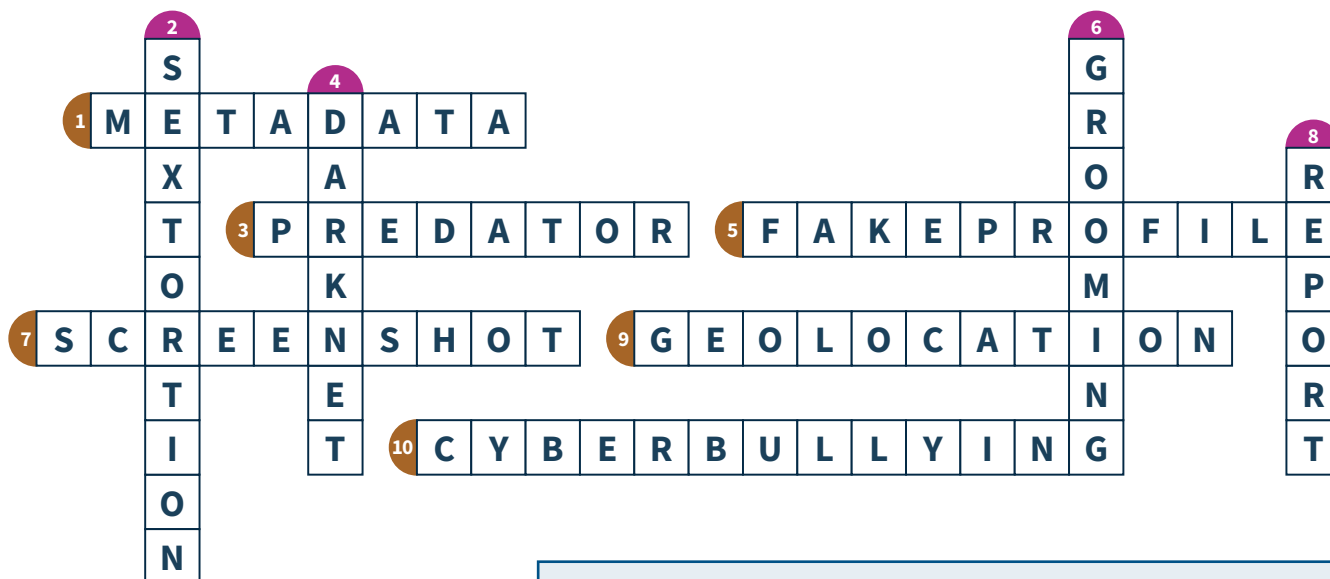 2
S
6
G
4
1 METADATA
R
8
X
A
O
R
T
3 PREDATOR
5 FAKEPROFILE
O
K
M
P
7 SCREENSHOT
9 GEOLOCATION
O
T
E
N
R
I
T
10 CYBERBULLYING
T
O
N